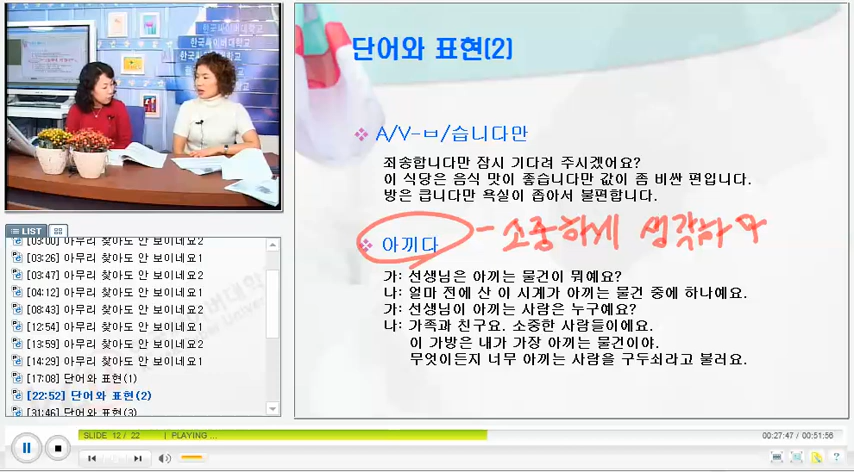 한국싸이버대학교
한국싸이버대학교
단어와 표현(2)
A/V-ㅂ/습니다만
죄송합니다만 잠시 기다려 주시겠어요?
이 식당은 음식 맛이 좋습니다만 값이 좀 비싼 편입니다.
방은 큽니다만 욕실이 좁아서 불편합니다.
아끼다 - 소중하게 생각하다
가: 선생님은 아끼는 물건이 뭐예요?
나: 얼마 전에 산 이 시계가 아끼는 물건 중에 하나예요.
가: 선생님이 아끼는 사람은 누구예요?
나: 가족과 친구요. 소중한 사람들이에요.
이 가방은 내가 가장 아끼는 물건이야.
무엇이든지 너무 아끼는 사람을 구두쇠라고 불러요.
LIST
[03:00] 아무리 찾아도 안 보이네요2
[03:26] 아무리 찾아도 안 보이네요1
[03:47] 아무리 찾아도 안 보이네요2
[04:12] 아무리 찾아도 안 보이네요1
[08:43] 아무리 찾아도 안 보이네요2
[12:54] 아무리 찾아도 안 보이네요1
[13:59] 아무리 찾아도 안 보이네요2
[14:29] 아무리 찾아도 안 보이네요1
[17:08] 단어와 표현(1)
[22:52] 단어와 표현(2)
[31:46] 단어와 표현(3)
SLIDE 12 / 22 | PLAYING ...
00:27:47 / 00:51:56